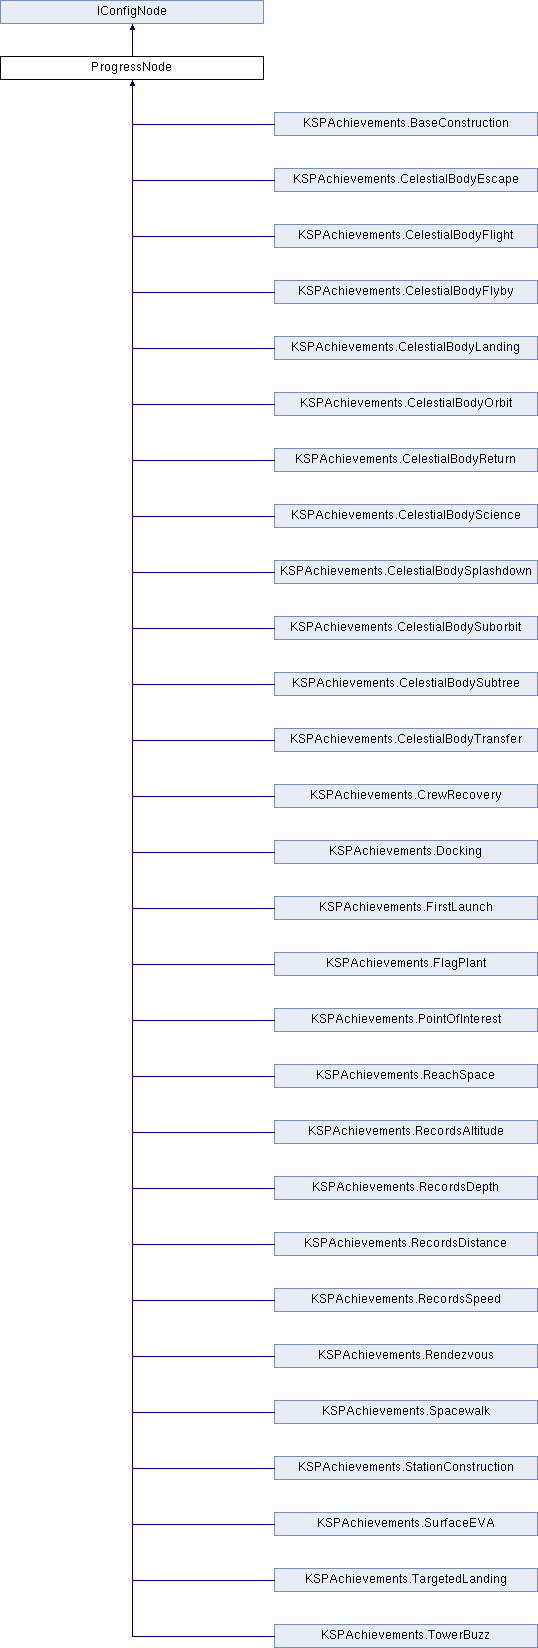 IConfigNode
ProgressNode
KSPAchievements.BaseConstruction
KSPAchievements.CelestialBodyEscape
KSPAchievements.CelestialBodyFlight
KSPAchievements.CelestialBodyFlyby
KSPAchievements.CelestialBodyLanding
KSPAchievements.CelestialBodyOrbit
KSPAchievements.CelestialBodyReturn
KSPAchievements.CelestialBodyScience
KSPAchievements.CelestialBodySplashdown
KSPAchievements.CelestialBodySuborbit
KSPAchievements.CelestialBodySubtree
KSPAchievements.CelestialBodyTransfer
KSPAchievements.CrewRecovery
KSPAchievements.Docking
KSPAchievements.FirstLaunch
KSPAchievements.FlagPlant
KSPAchievements.PointOfInterest
KSPAchievements.ReachSpace
KSPAchievements.RecordsAltitude
KSPAchievements.RecordsDepth
KSPAchievements.RecordsDistance
KSPAchievements.RecordsSpeed
KSPAchievements.Rendezvous
KSPAchievements.Spacewalk
KSPAchievements.StationConstruction
KSPAchievements.SurfaceEVA
KSPAchievements.TargetedLanding
KSPAchievements.TowerBuzz